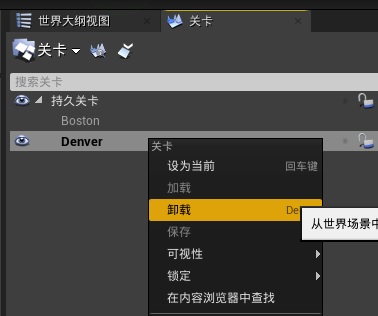 世界大纲视图
关卡
关卡
搜索关卡
持久关卡
Boston
Denver
关卡
设为当前 回车键
加载
卸载
从世界场景中
保存
可视性
锁定
在内容浏览器中查找